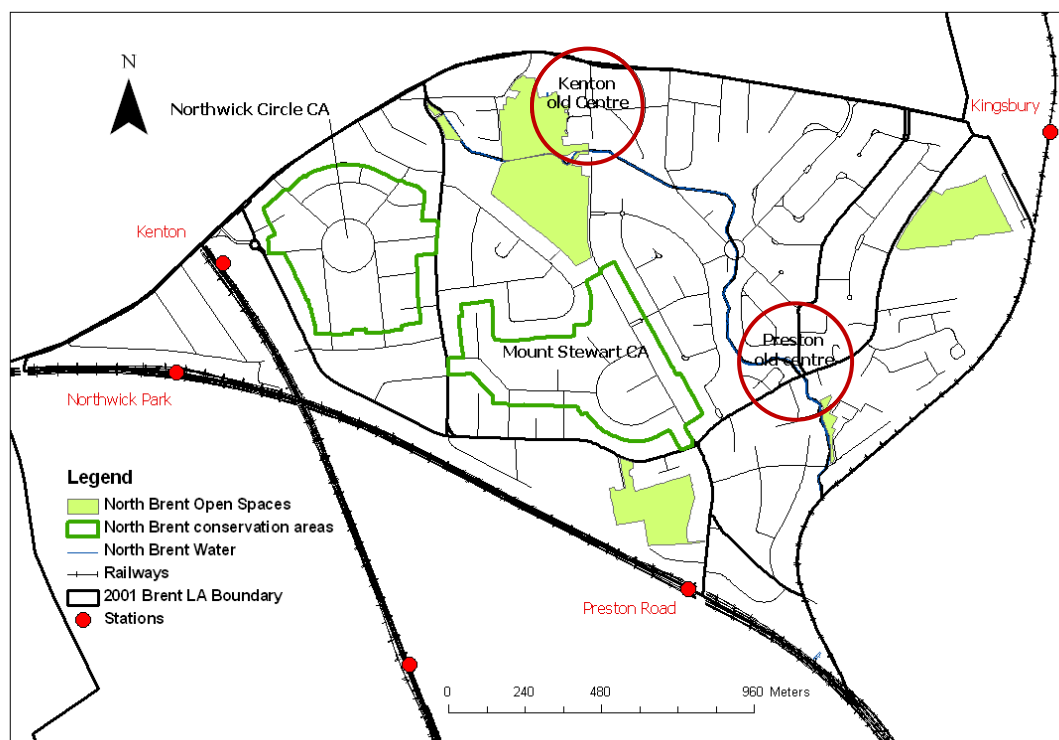 N
Kenton
old Centre
Northwick Circle CA
Kingsbury
Kenton
Preston
old centre
Mount Stewart CA
Northwick Park
Legend
North Brent Open Spaces
North Brent conservation areas
North Brent Water
Railways
2001 Brent LA Boundary
Stations
Preston Road
0 240 480 960 Meters